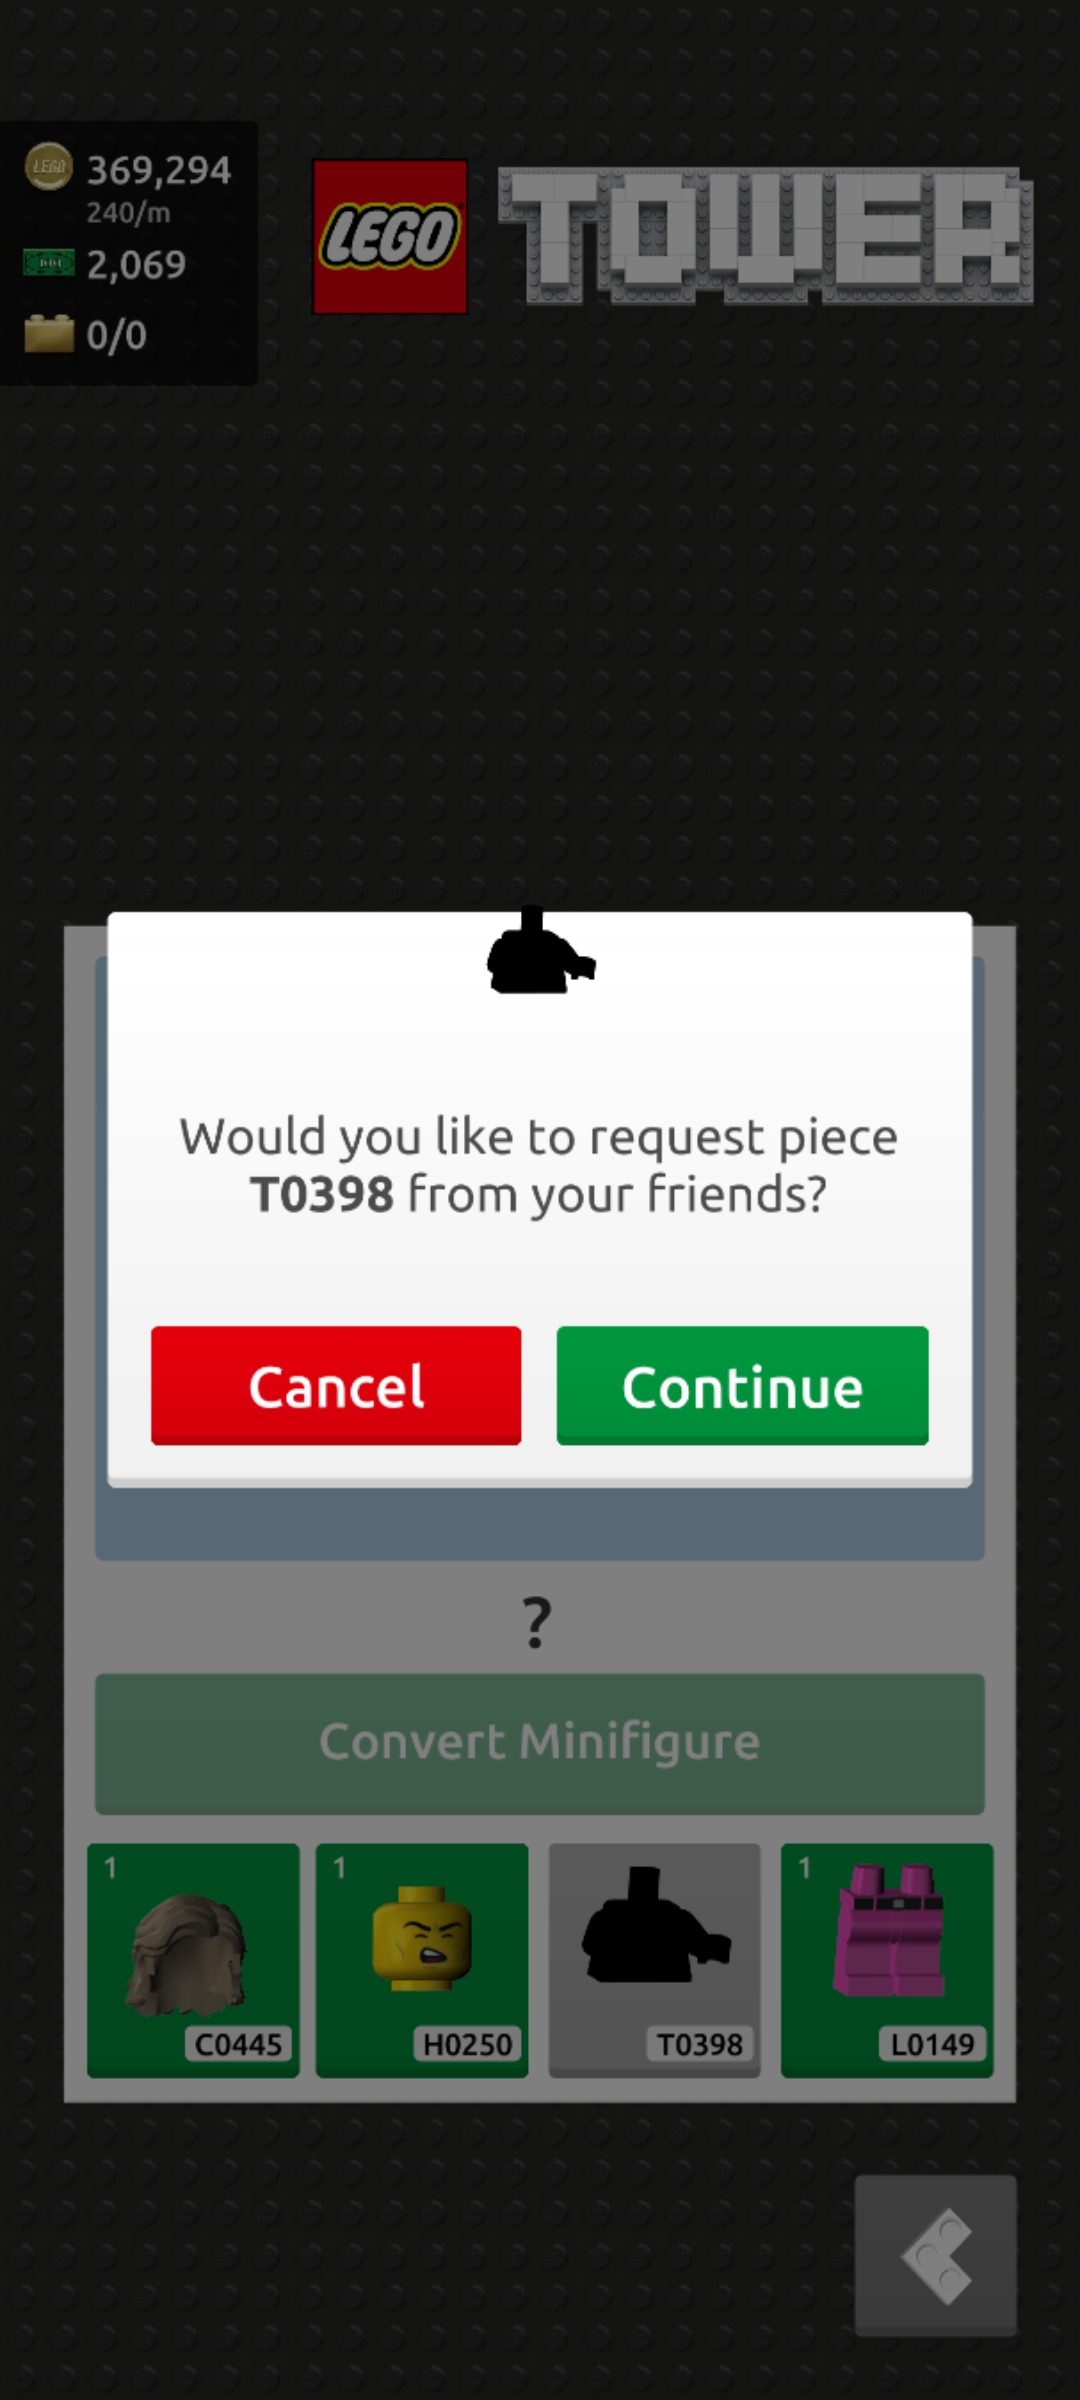 LEGO
369,294
240/m
2,069
0/0
LEGO
TOWER
Would you like to request piece
T0398 from your friends?
Cancel
Continue
?
Convert Minifigure
1
C0445
1
H0250
T0398
1
L0149